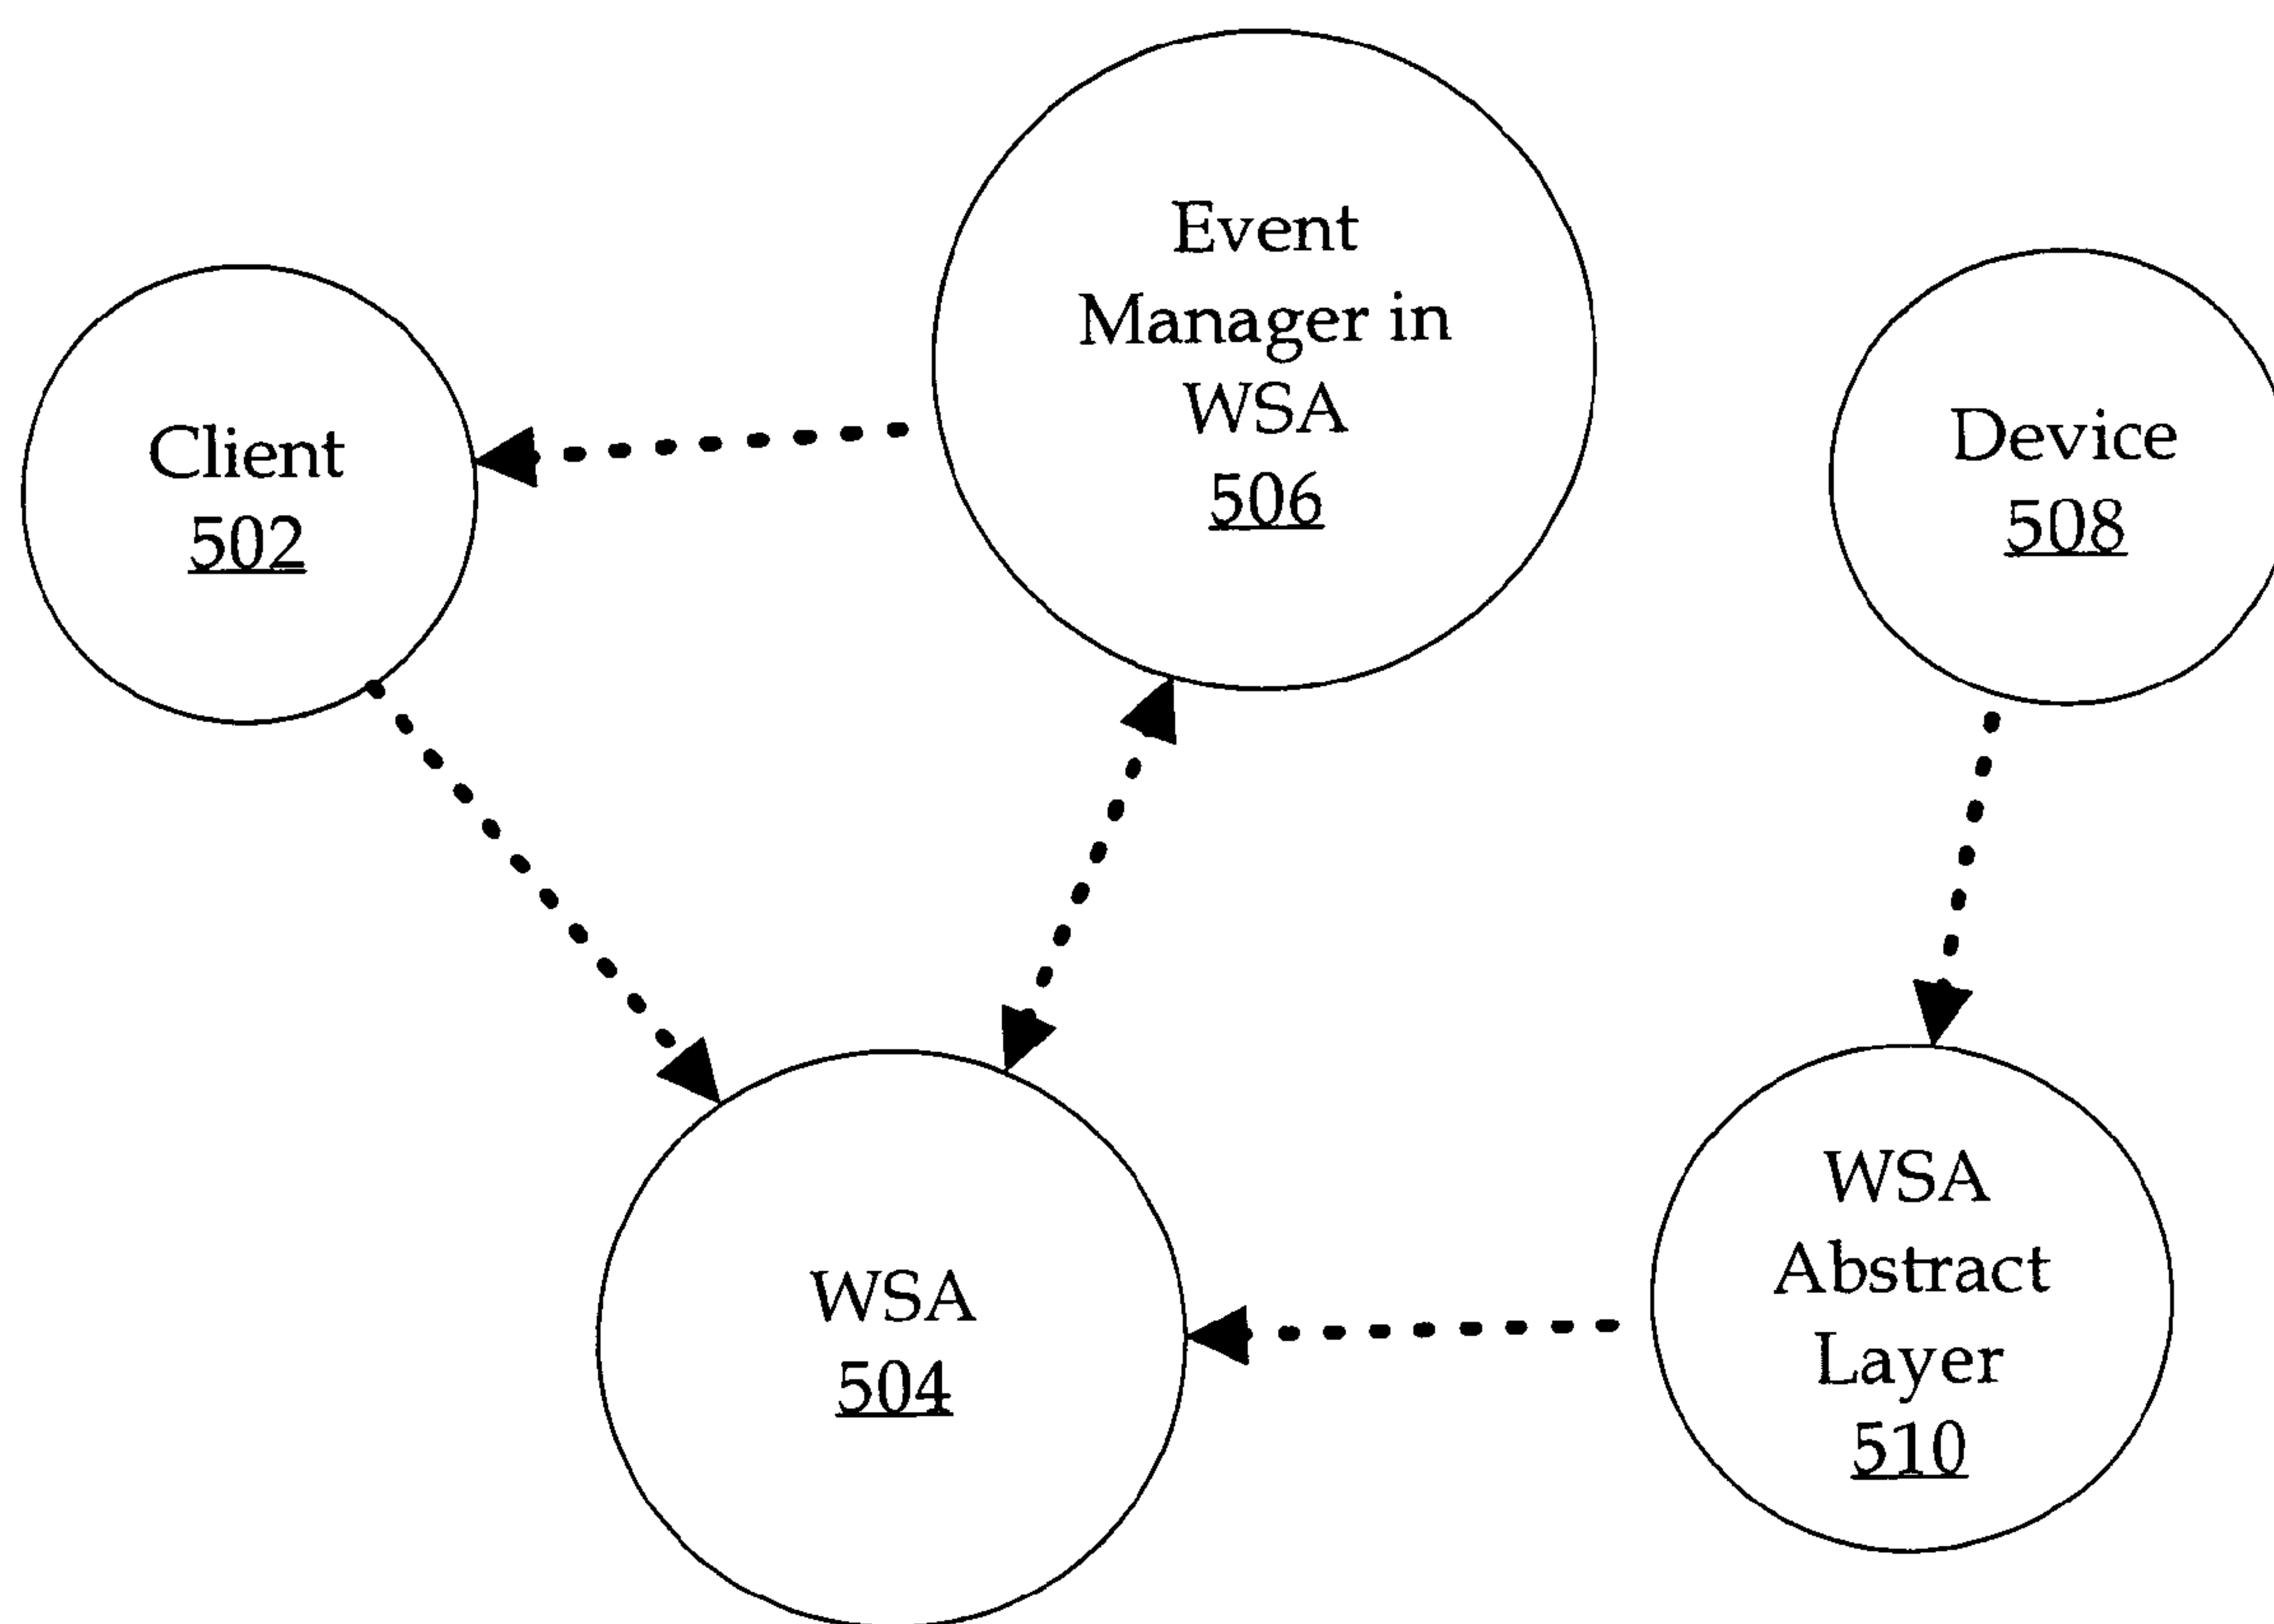 Client
502
Event
Manager in
WSA
506
Device
508
WSA
504
WSA
Abstract
Layer
510